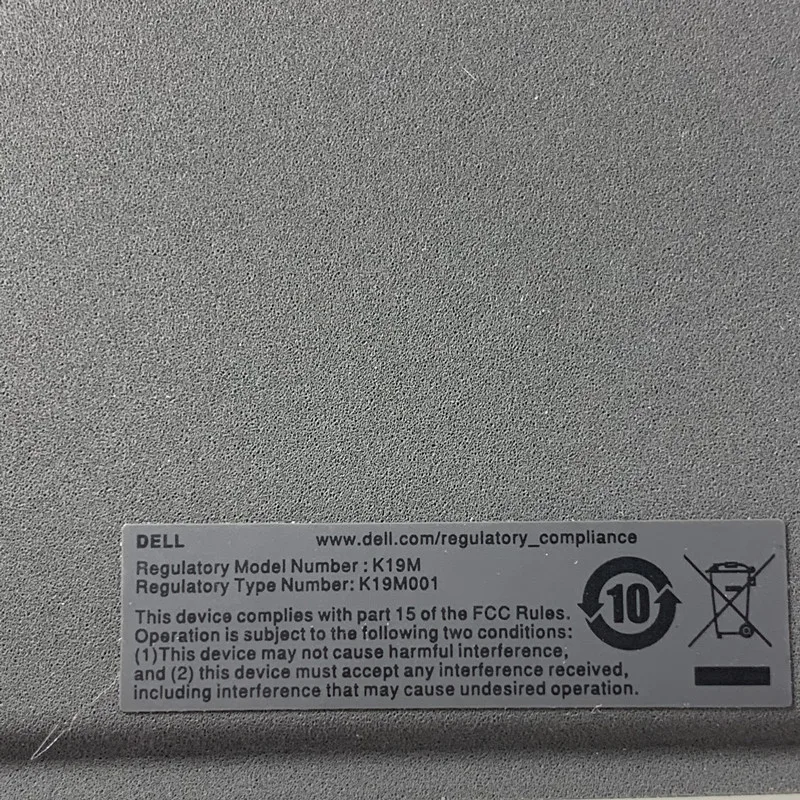 DELL www.dell.com/regulatory_compliance
Regulatory Model Number : K19M
Regulatory Type Number: K19M001
This device complies with part 15 of the FCC Rules.
Operation is subject to the following two conditions:
(1)This device may not cause harmful interference,
and (2) this device must accept any interference received,
including interference that may cause undesired operation.
10